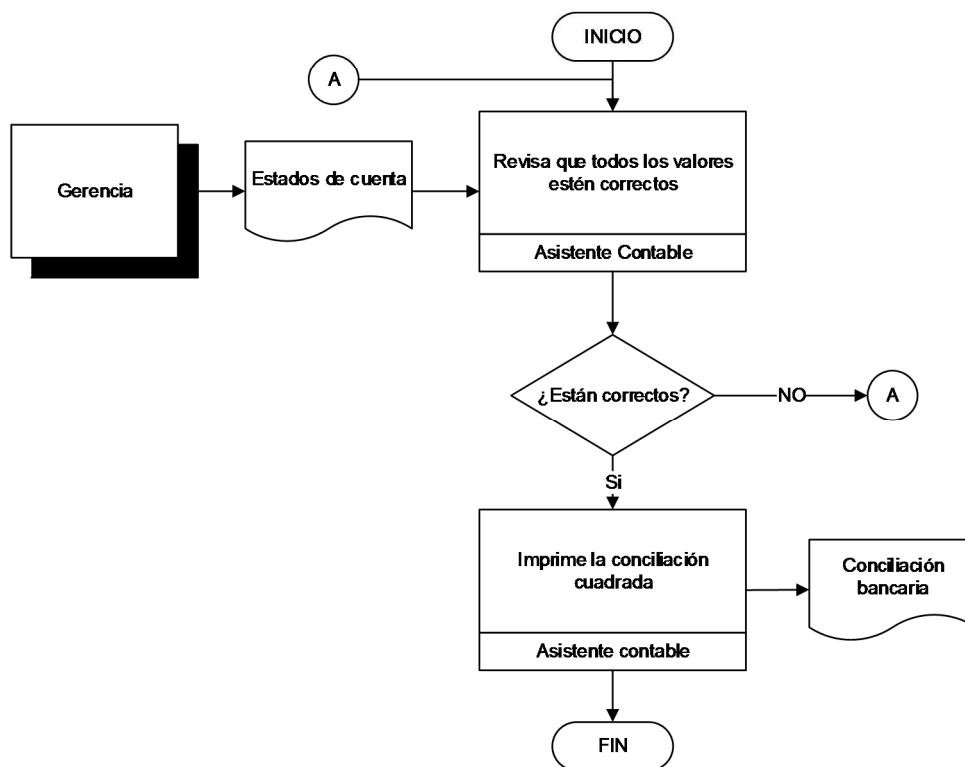 INICIO
A
Gerencia
Estados de cuenta
Revisa que todos los valores
estén correctos
Asistente Contable
¿Están correctos?
NO
A
Si
Imprime la conciliación
cuadrada
Asistente contable
Conciliación
bancaria
FIN